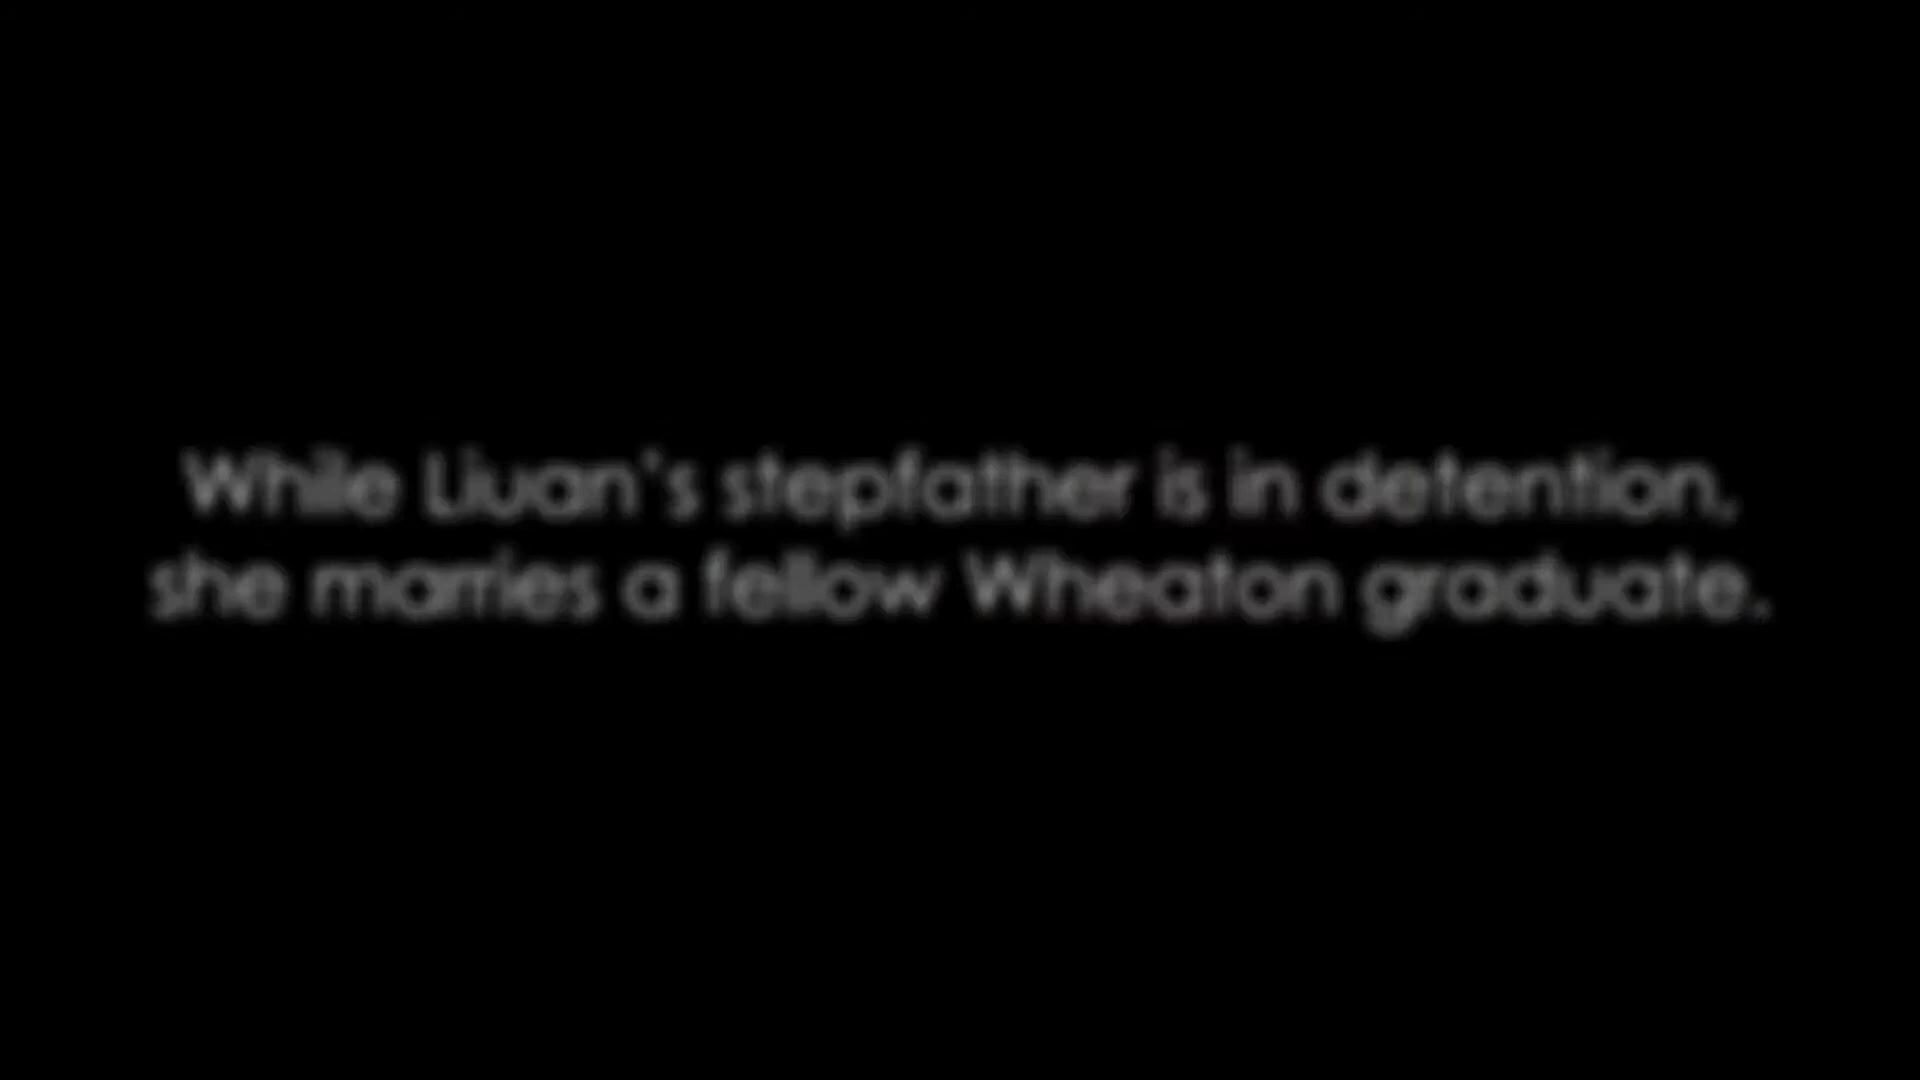 While Liuan's stepfather is in detention,
she marries a fellow Wheaton graduate.